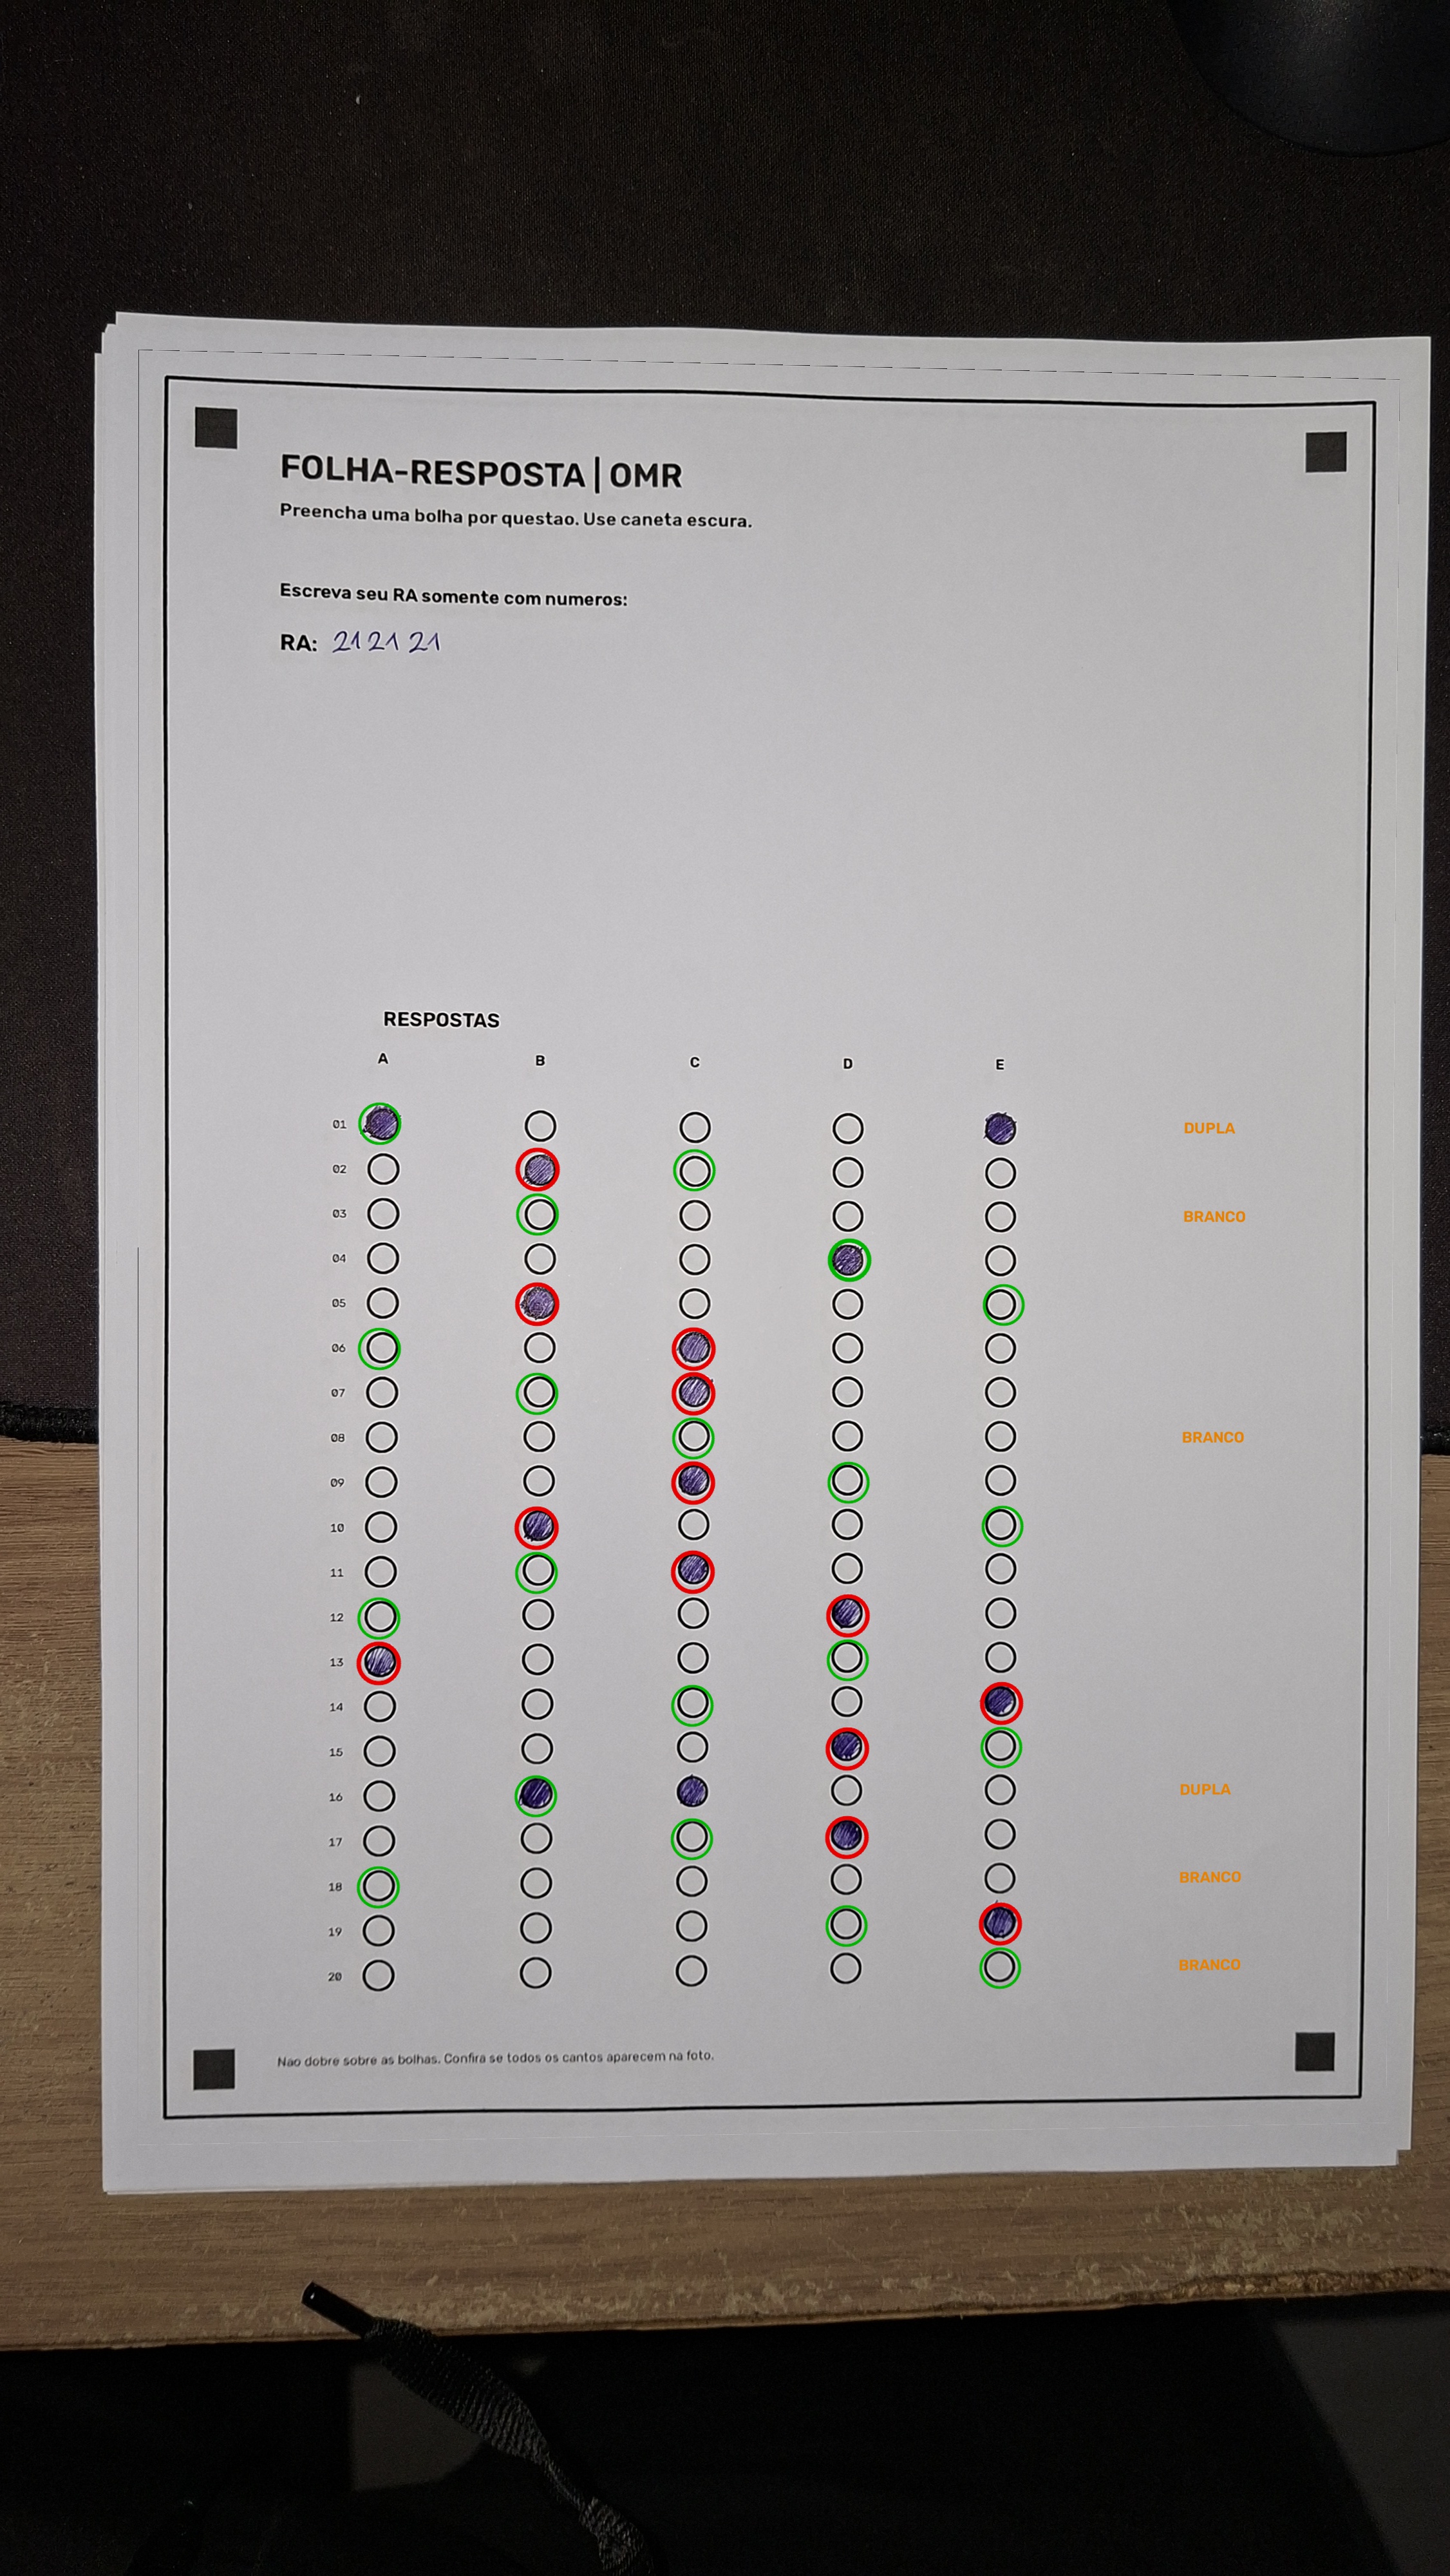 FOLHA-RESPOSTA | OMR
Preencha uma bolha por questao. Use caneta escura.
Escreva seu RA somente com numeros:
RA: 212121
RESPOSTAS
A B C D E
01 DUPLA
02
03 BRANCO
04
05
06
07
08 BRANCO
09
10
11
12
13
14
15
16 DUPLA
17
18 BRANCO
19
20 BRANCO
Nao dobre sobre as bolhas. Confira se todos os cantos aparecem na foto.